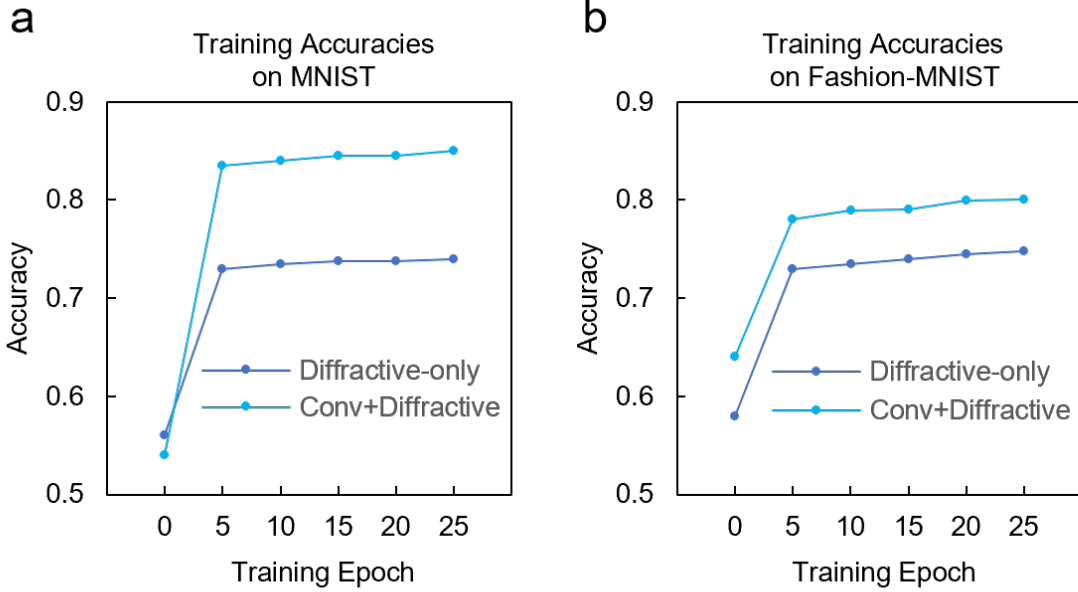 a
Training Accuracies
on MNIST
0.9
0.8
0.7
0.6
0.5
Accuracy
Diffractive-only
Conv+Diffractive
0 5 10 15 20 25
Training Epoch
b
Training Accuracies
on Fashion-MNIST
0.9
0.8
0.7
0.6
0.5
Accuracy
Diffractive-only
Conv+Diffractive
0 5 10 15 20 25
Training Epoch